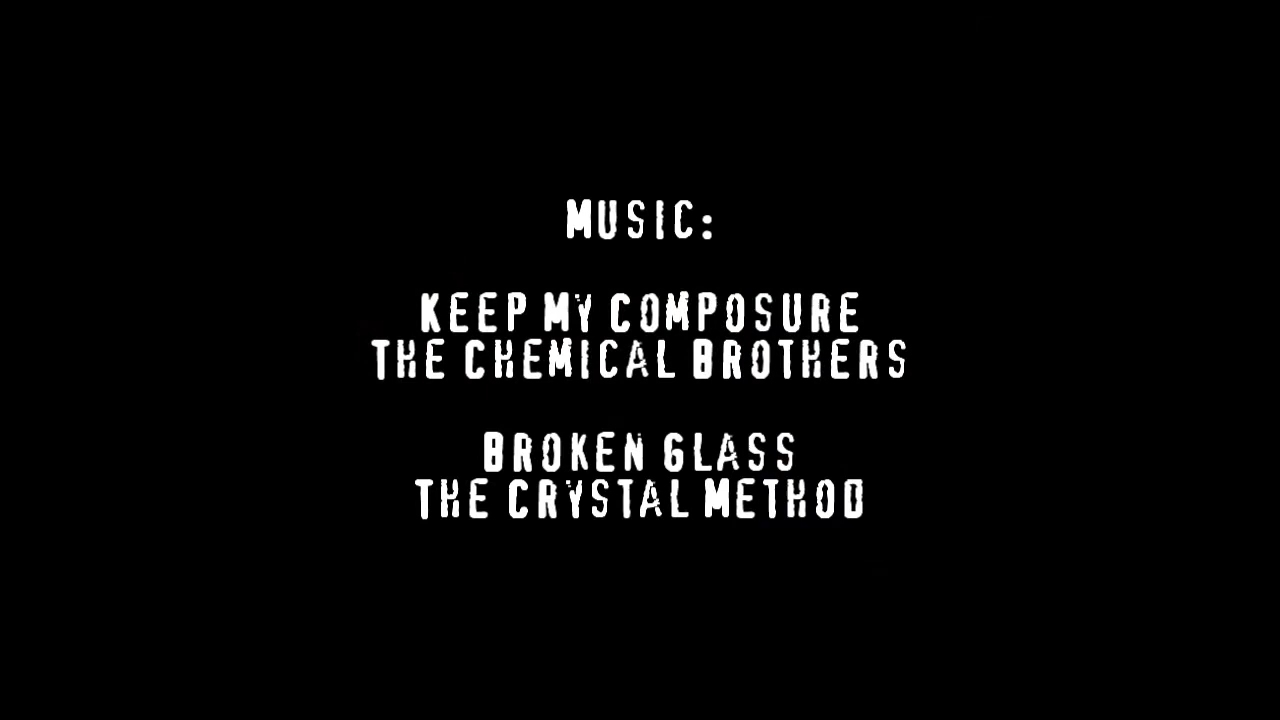 MUSIC:
KEEP MY COMPOSURE
THE CHEMICAL BROTHERS
BROKEN GLASS
THE CRYSTAL METHOD